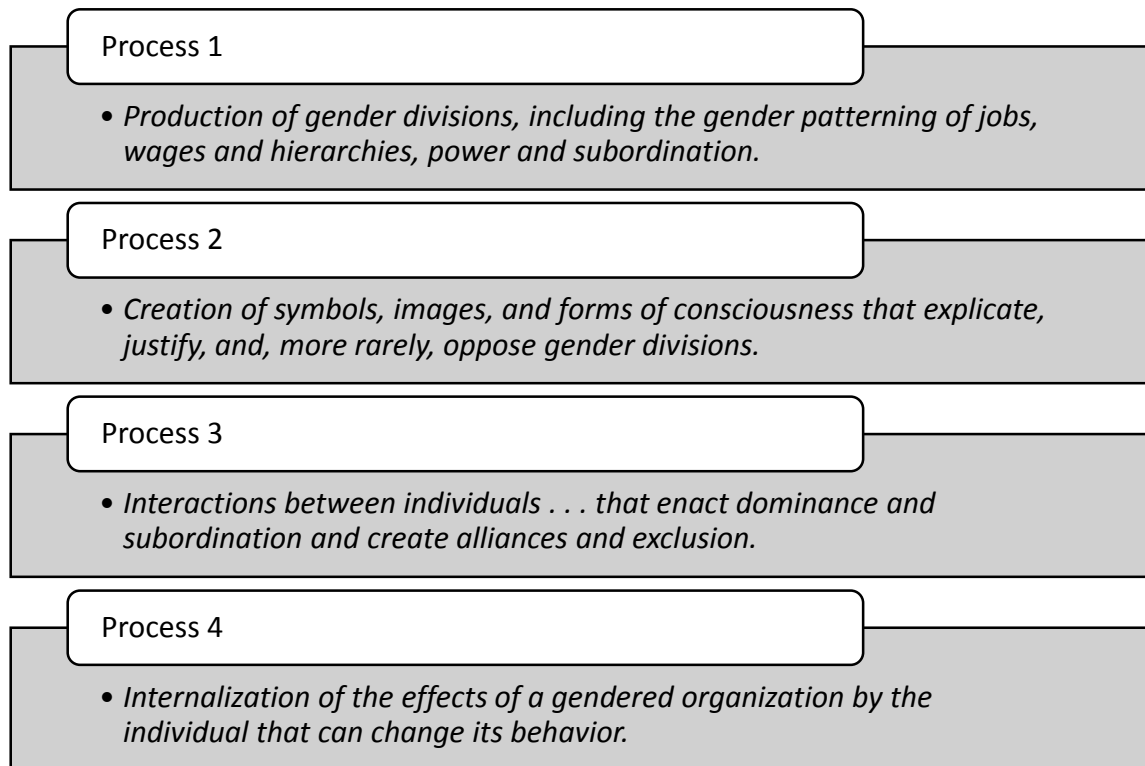 Process 1
• Production of gender divisions, including the gender patterning of jobs,
wages and hierarchies, power and subordination.
Process 2
• Creation of symbols, images, and forms of consciousness that explicate,
justify, and, more rarely, oppose gender divisions.
Process 3
• Interactions between individuals . . . that enact dominance and
subordination and create alliances and exclusion.
Process 4
• Internalization of the effects of a gendered organization by the
individual that can change its behavior.